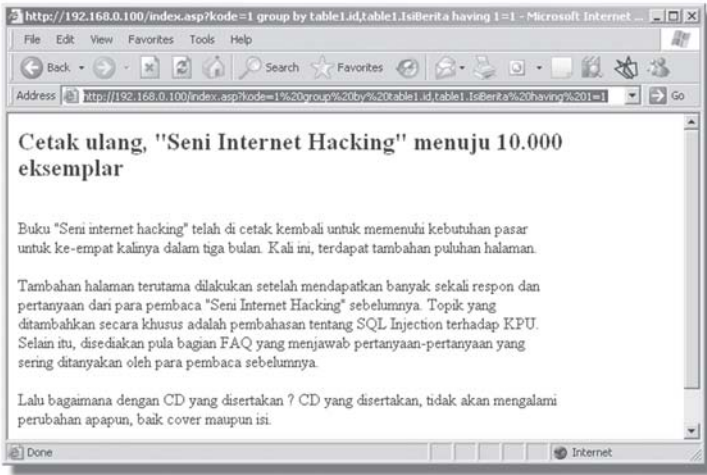 http://192.168.0.100/index.asp?kode=1 group by table1.id,table1.IsiBerita having 1=1 - Microsoft Internet ...
File Edit View Favorites Tools Help
Back Search Favorites
Address http://192.168.0.100/index.asp?kode=1%20group%20by%20table1.id,table1.IsiBerita%20having%201=1 Go
Cetak ulang, "Seni Internet Hacking" menuju 10.000
eksemplar
Buku "Seni internet hacking" telah di cetak kembali untuk memenuhi kebutuhan pasar
untuk ke-empat kalinya dalam tiga bulan. Kali ini, terdapat tambahan puluhan halaman.
Tambahan halaman terutama dilakukan setelah mendapatkan banyak sekali respon dan
pertanyaan dari para pembaca "Seni Internet Hacking" sebelumnya. Topik yang
ditambahkan secara khusus adalah pembahasan tentang SQL Injection terhadap KPU.
Selain itu, disediakan pula bagian FAQ yang menjawab pertanyaan-pertanyaan yang
sering ditanyakan oleh para pembaca sebelumnya.
Lalu bagaimana dengan CD yang disertakan ? CD yang disertakan, tidak akan mengalami
perubahan apapun, baik cover maupun isi.
Done Internet